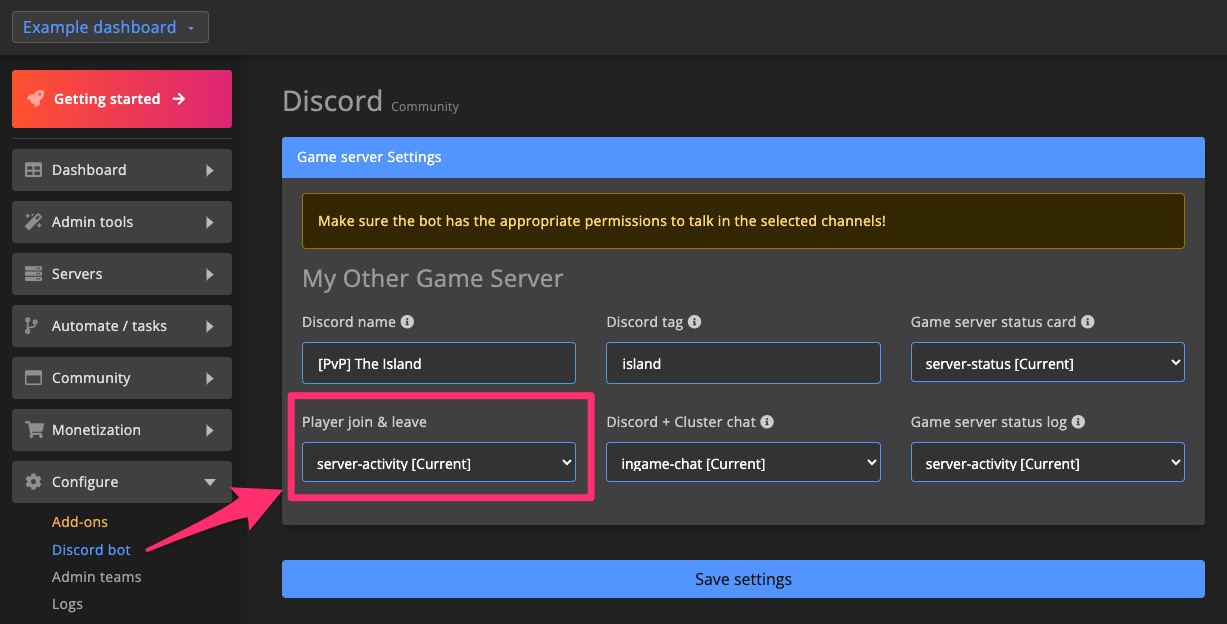 Example dashboard
Getting started
Dashboard
Admin tools
Servers
Automate / tasks
Community
Monetization
Configure
Add-ons
Discord bot
Admin teams
Logs
Discord Community
Game server Settings
Make sure the bot has the appropriate permissions to talk in the selected channels!
My Other Game Server
Discord name
Discord tag
Game server status card
[PvP] The Island
island
server-status [Current]
Player join & leave
Discord + Cluster chat
Game server status log
server-activity [Current]
ingame-chat [Current]
server-activity [Current]
Save settings